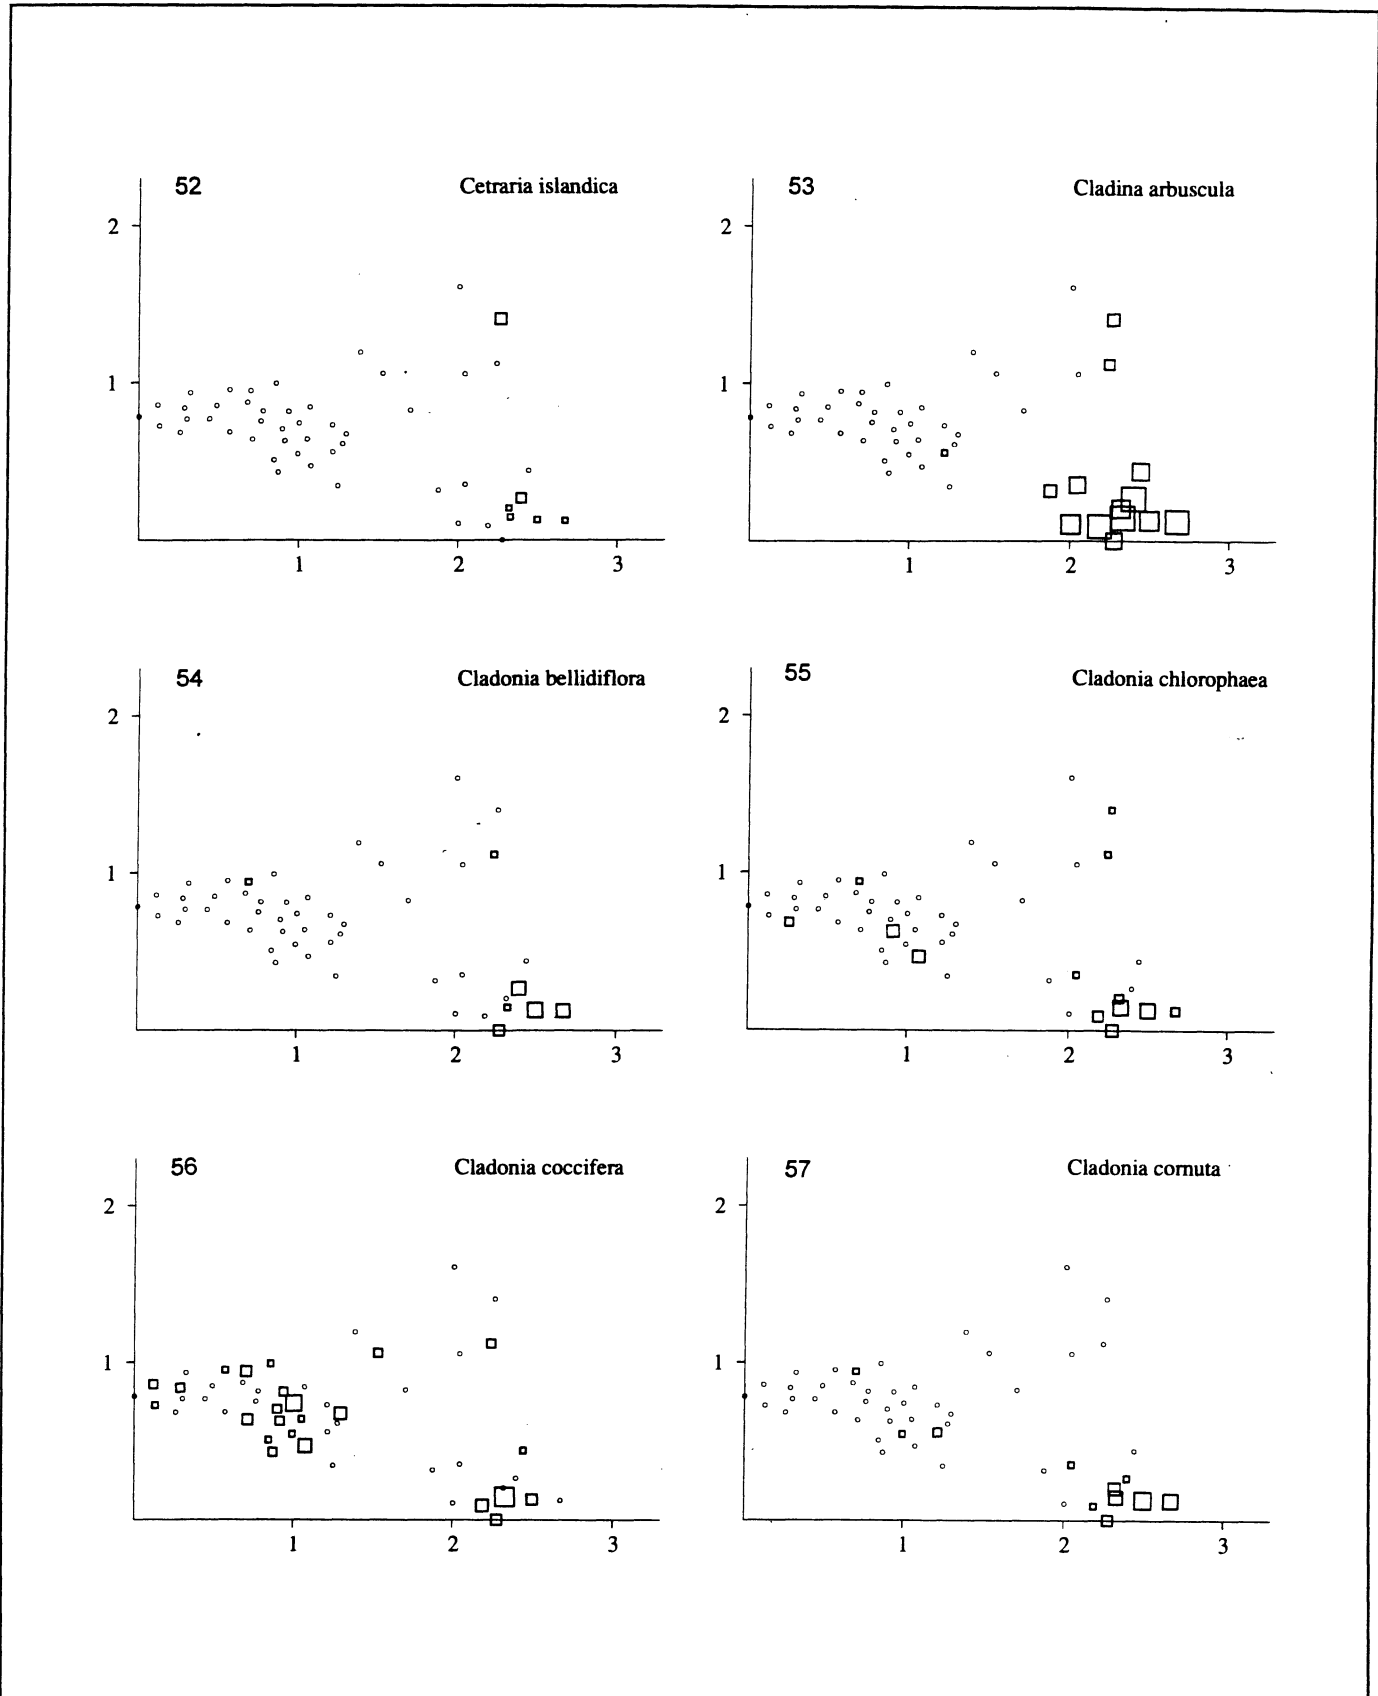 52 Cetraria islandica
2
1
1 2 3
53 Cladina arbuscula
2
1
1 2 3
54 Cladonia bellidiflora
2
1
1 2 3
55 Cladonia chlorophaea
2
1
1 2 3
56 Cladonia coccifera
2
1
1 2 3
57 Cladonia cornuta
2
1
1 2 3